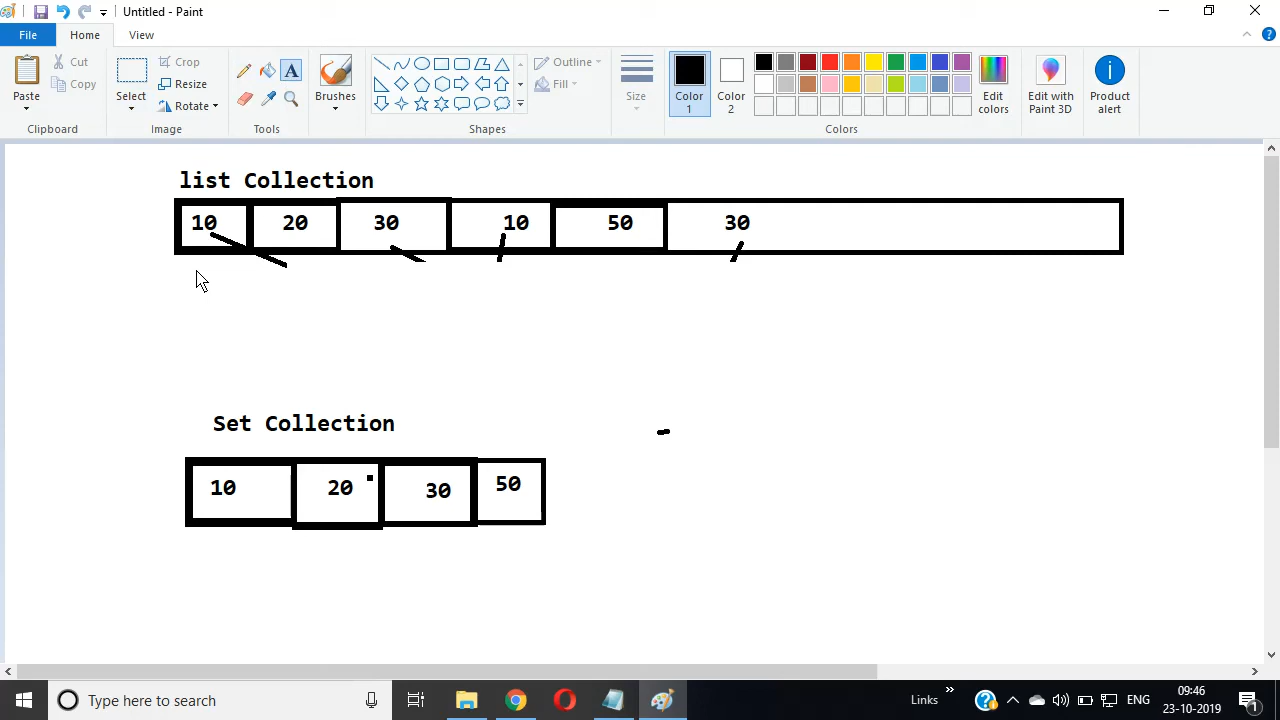 Untitled - Paint
File Home View
Paste Cut Copy Clipboard
Select Crop Resize Rotate Image
Tools
Brushes
Outline Fill Shapes
Size
Color 1 Color 2 Edit colors Colors
Edit with Paint 3D
Product alert
list Collection
10 20 30 10 50 30
Set Collection
10 20 30 50
Type here to search
Links » ENG
09:46
23-10-2019